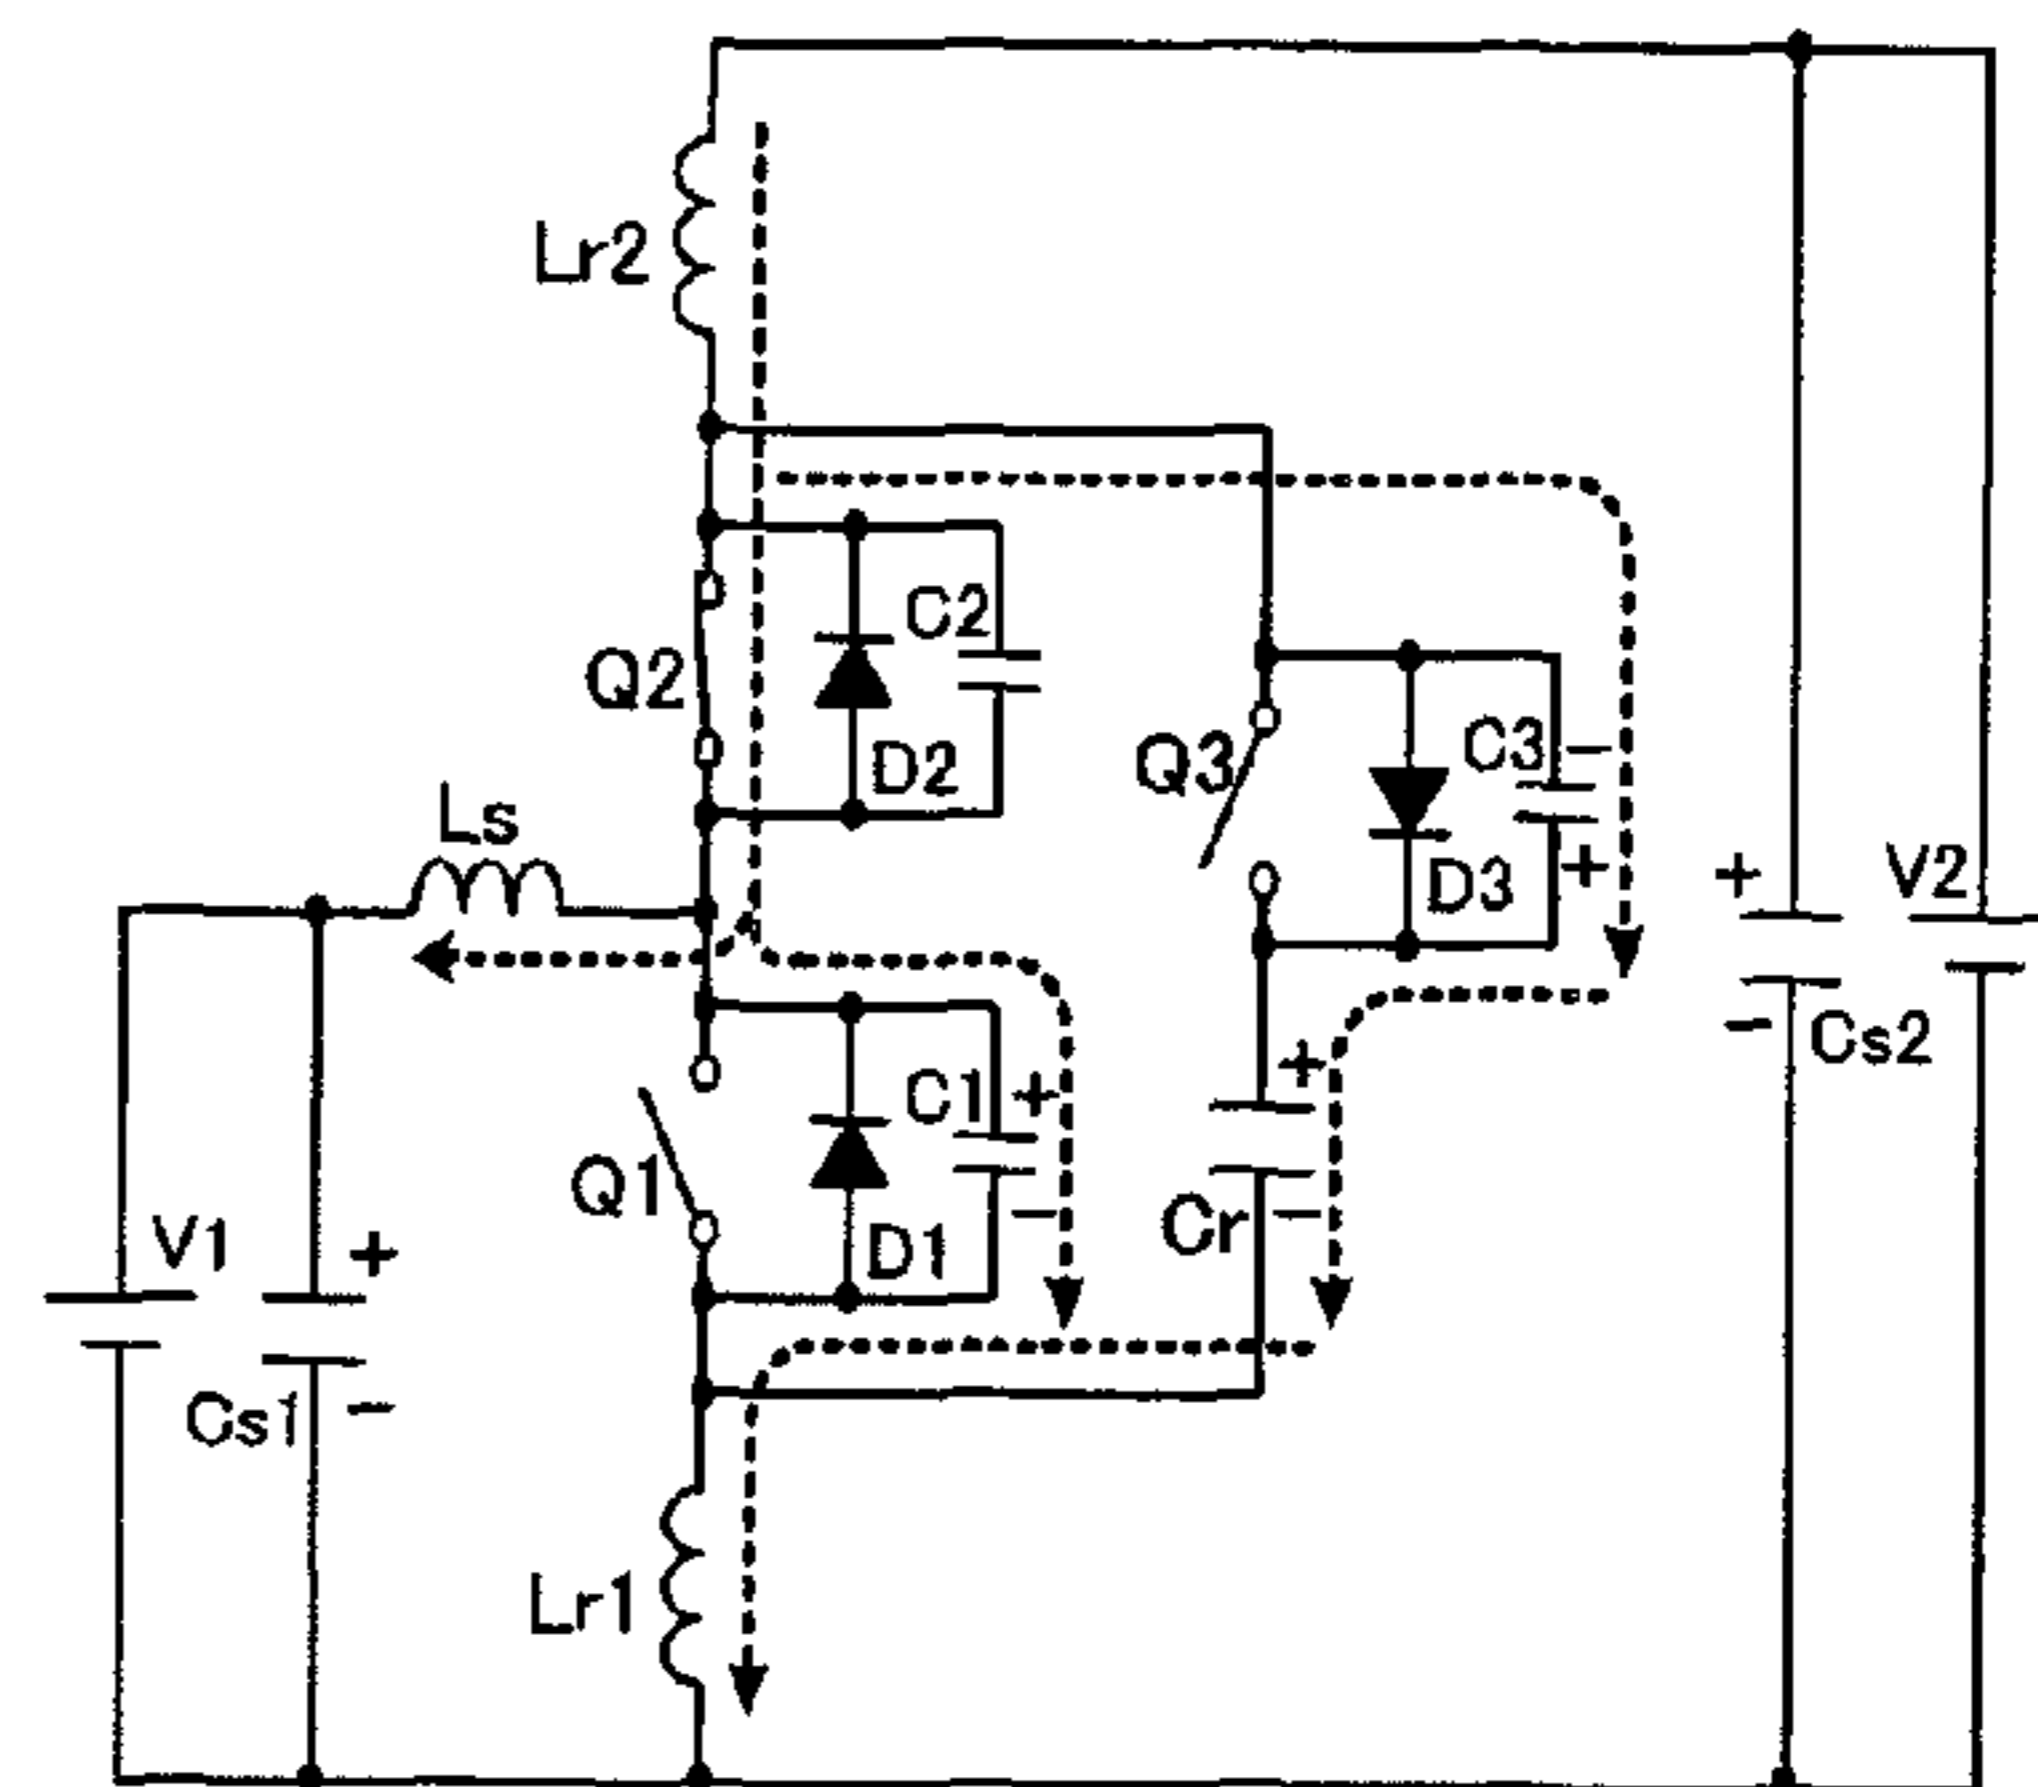 Lr2
C2
Q2
D2
C3 −
Q3
Ls
D3 +
+ V2
C1 +
+
− Cs2
Q1
V1
+
D1 −
Cr −
Cs1 −
Lr1